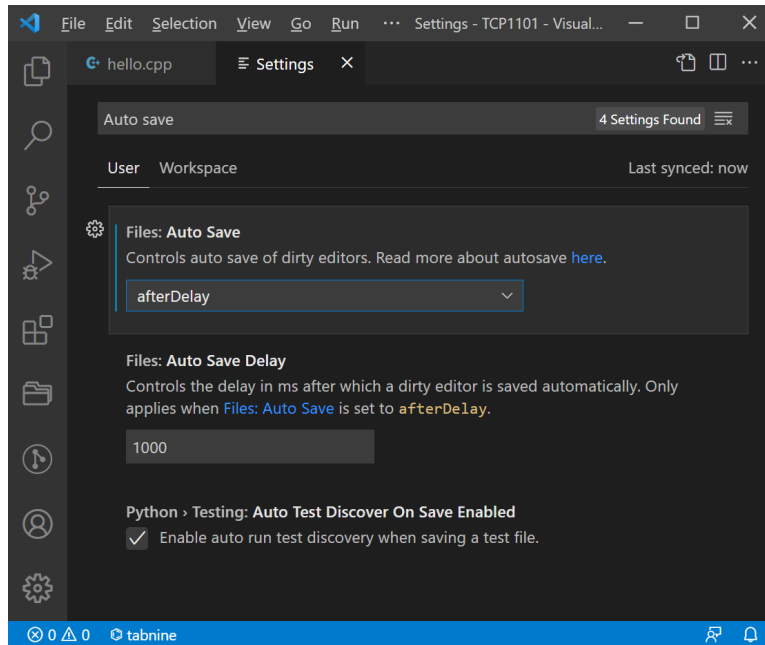 File Edit Selection View Go Run ··· Settings - TCP1101 - Visual...
hello.cpp Settings
Auto save 4 Settings Found
User Workspace Last synced: now
Files: Auto Save
Controls auto save of dirty editors. Read more about autosave here.
afterDelay
Files: Auto Save Delay
Controls the delay in ms after which a dirty editor is saved automatically. Only
applies when Files: Auto Save is set to afterDelay.
1000
Python › Testing: Auto Test Discover On Save Enabled
Enable auto run test discovery when saving a test file.
0 0 tabnine